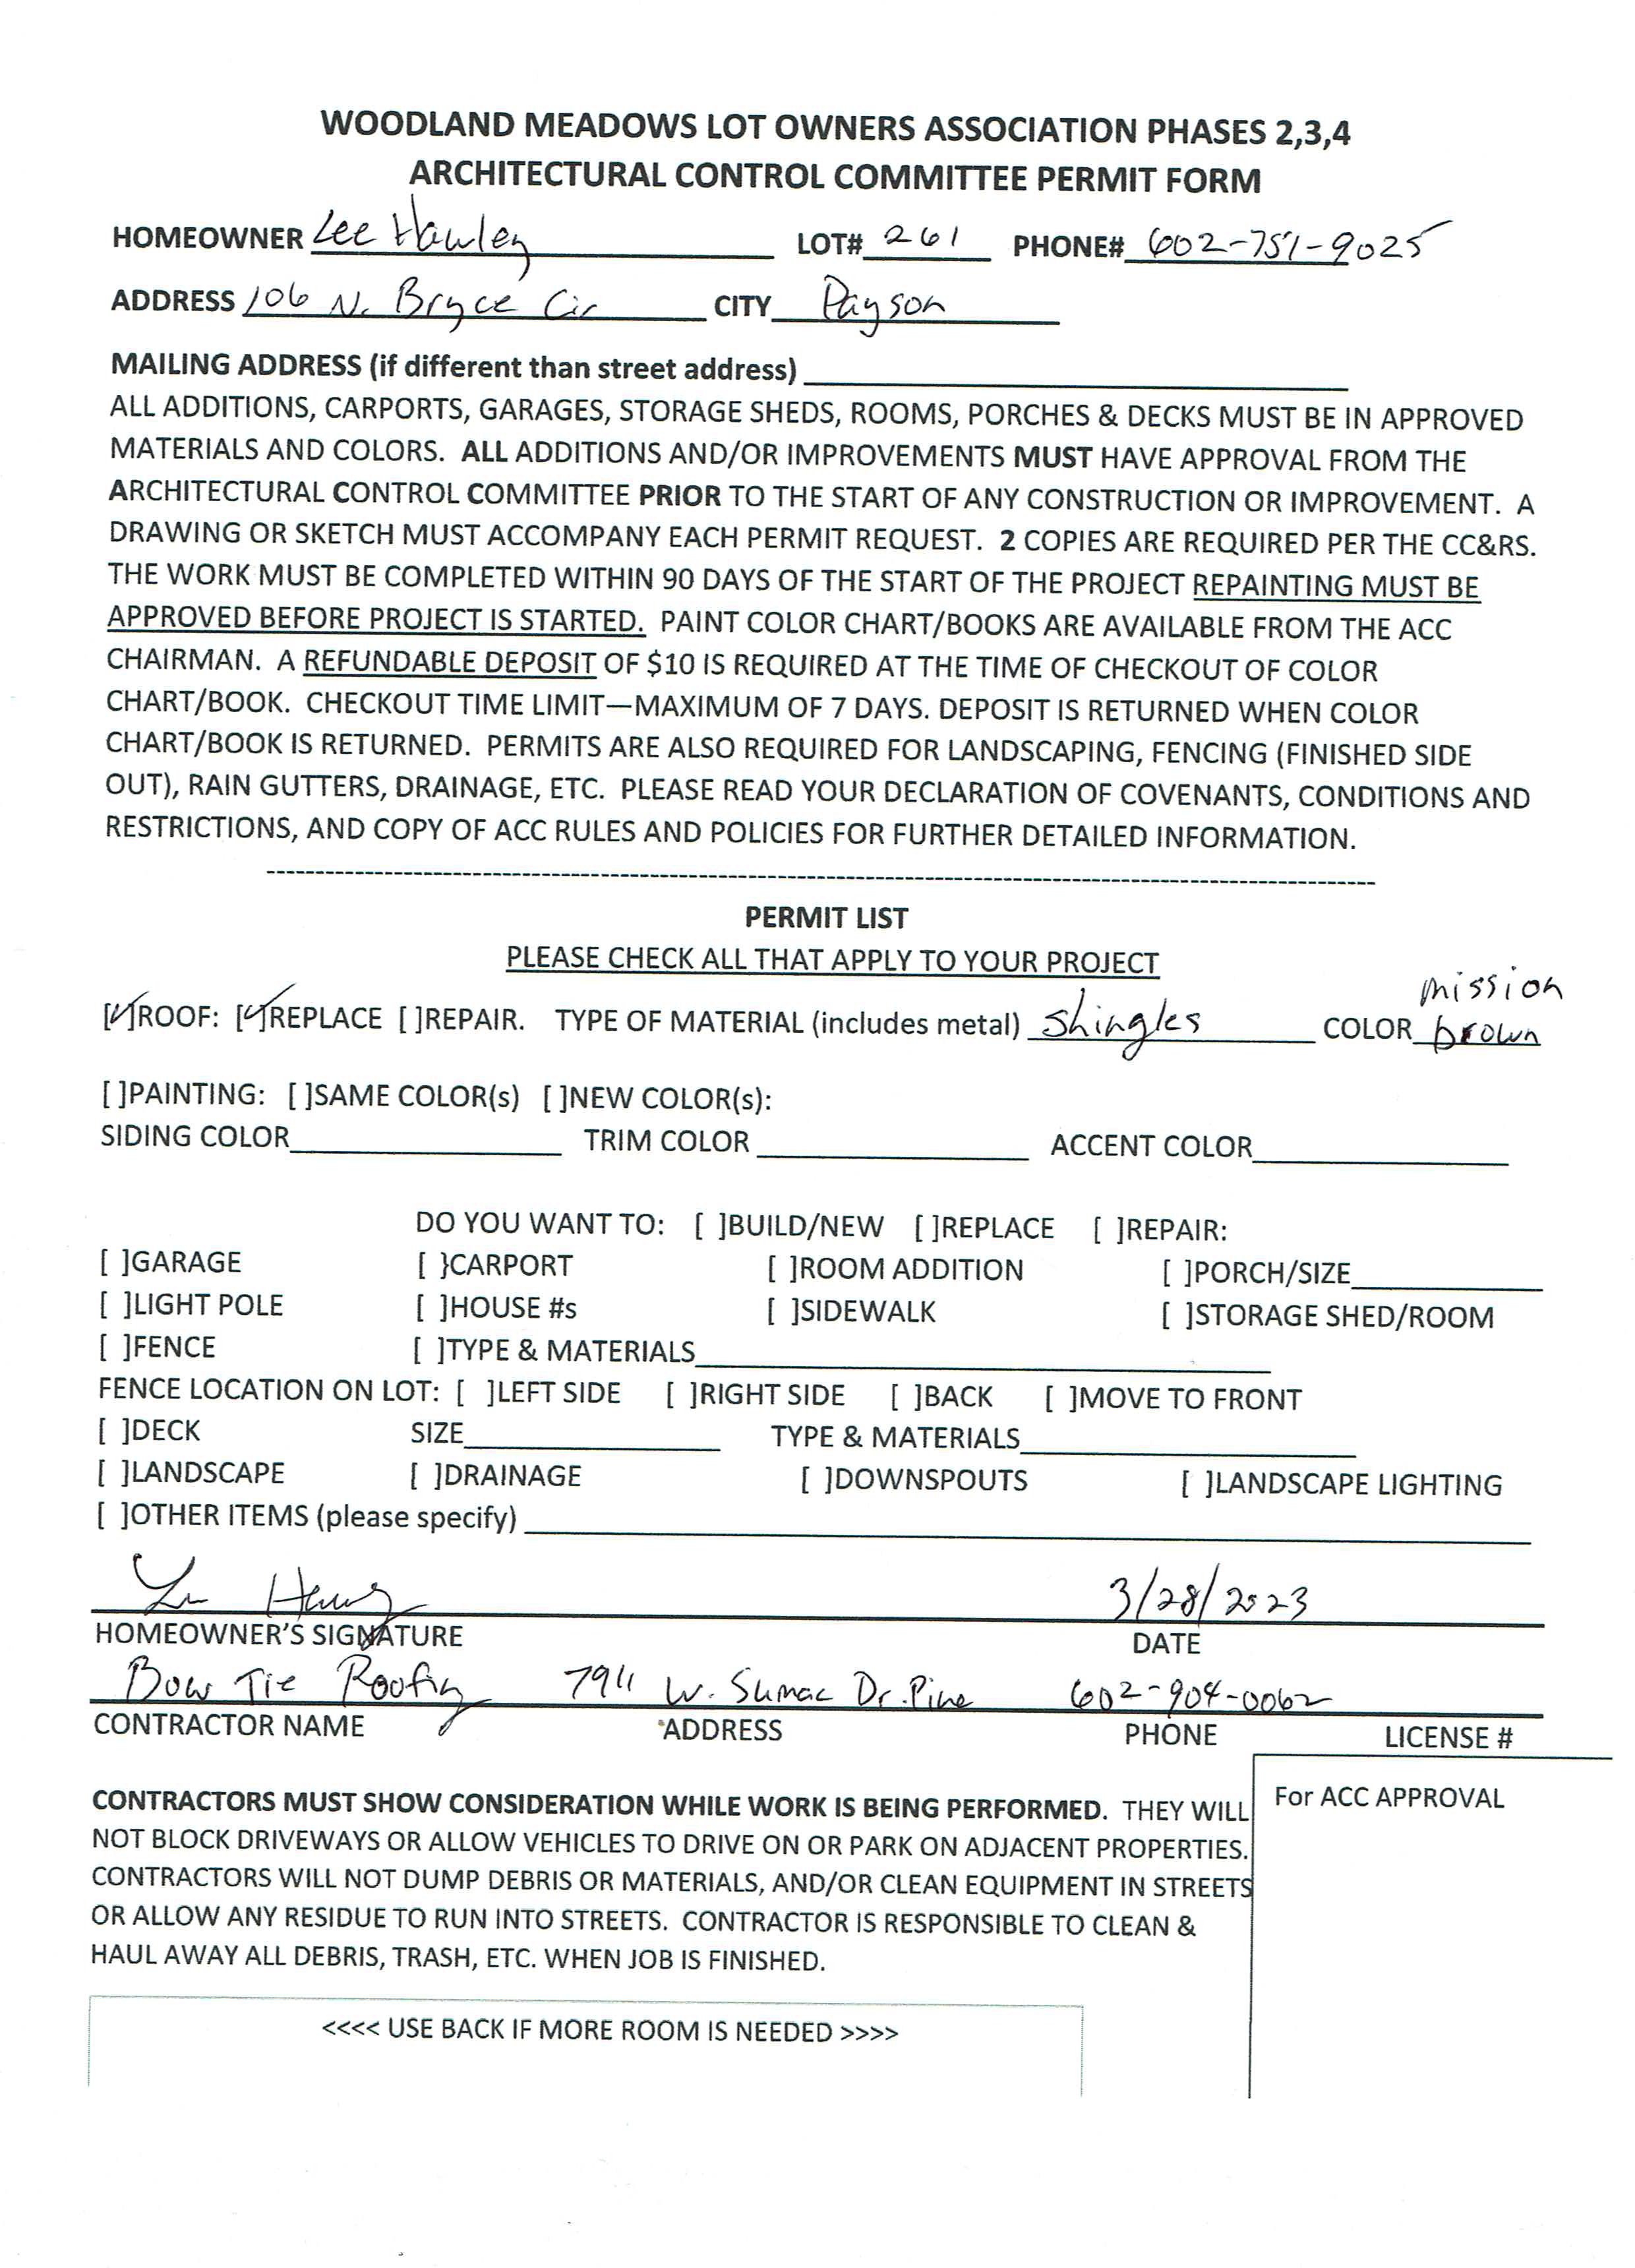 WOODLAND MEADOWS LOT OWNERS ASSOCIATION PHASES 2,3,4
ARCHITECTURAL CONTROL COMMITTEE PERMIT FORM
HOMEOWNER Lee Hawley LOT# 261 PHONE# 602-751-9025
ADDRESS 106 N. Bryce Cir CITY Payson
MAILING ADDRESS (if different than street address)
ALL ADDITIONS, CARPORTS, GARAGES, STORAGE SHEDS, ROOMS, PORCHES & DECKS MUST BE IN APPROVED
MATERIALS AND COLORS. ALL ADDITIONS AND/OR IMPROVEMENTS MUST HAVE APPROVAL FROM THE
ARCHITECTURAL CONTROL COMMITTEE PRIOR TO THE START OF ANY CONSTRUCTION OR IMPROVEMENT. A
DRAWING OR SKETCH MUST ACCOMPANY EACH PERMIT REQUEST. 2 COPIES ARE REQUIRED PER THE CC&RS.
THE WORK MUST BE COMPLETED WITHIN 90 DAYS OF THE START OF THE PROJECT REPAINTING MUST BE
APPROVED BEFORE PROJECT IS STARTED. PAINT COLOR CHART/BOOKS ARE AVAILABLE FROM THE ACC
CHAIRMAN. A REFUNDABLE DEPOSIT OF $10 IS REQUIRED AT THE TIME OF CHECKOUT OF COLOR
CHART/BOOK. CHECKOUT TIME LIMIT—MAXIMUM OF 7 DAYS. DEPOSIT IS RETURNED WHEN COLOR
CHART/BOOK IS RETURNED. PERMITS ARE ALSO REQUIRED FOR LANDSCAPING, FENCING (FINISHED SIDE
OUT), RAIN GUTTERS, DRAINAGE, ETC. PLEASE READ YOUR DECLARATION OF COVENANTS, CONDITIONS AND
RESTRICTIONS, AND COPY OF ACC RULES AND POLICIES FOR FURTHER DETAILED INFORMATION.
PERMIT LIST
PLEASE CHECK ALL THAT APPLY TO YOUR PROJECT
mission
[✓]ROOF: [✓]REPLACE [ ]REPAIR. TYPE OF MATERIAL (includes metal) shingles COLOR brown
[ ]PAINTING: [ ]SAME COLOR(s) [ ]NEW COLOR(s):
SIDING COLOR TRIM COLOR ACCENT COLOR
DO YOU WANT TO: [ ]BUILD/NEW [ ]REPLACE [ ]REPAIR:
[ ]GARAGE [ }CARPORT [ ]ROOM ADDITION [ ]PORCH/SIZE
[ ]LIGHT POLE [ ]HOUSE #s [ ]SIDEWALK [ ]STORAGE SHED/ROOM
[ ]FENCE [ ]TYPE & MATERIALS
FENCE LOCATION ON LOT: [ ]LEFT SIDE [ ]RIGHT SIDE [ ]BACK [ ]MOVE TO FRONT
[ ]DECK SIZE TYPE & MATERIALS
[ ]LANDSCAPE [ ]DRAINAGE [ ]DOWNSPOUTS [ ]LANDSCAPE LIGHTING
[ ]OTHER ITEMS (please specify)
3/28/2023
HOMEOWNER'S SIGNATURE DATE
Bow Tie Roofing 7911 W. Sumac Dr. Pine 602-904-0062
CONTRACTOR NAME ADDRESS PHONE LICENSE #
CONTRACTORS MUST SHOW CONSIDERATION WHILE WORK IS BEING PERFORMED. THEY WILL
NOT BLOCK DRIVEWAYS OR ALLOW VEHICLES TO DRIVE ON OR PARK ON ADJACENT PROPERTIES.
CONTRACTORS WILL NOT DUMP DEBRIS OR MATERIALS, AND/OR CLEAN EQUIPMENT IN STREETS
OR ALLOW ANY RESIDUE TO RUN INTO STREETS. CONTRACTOR IS RESPONSIBLE TO CLEAN &
HAUL AWAY ALL DEBRIS, TRASH, ETC. WHEN JOB IS FINISHED.
For ACC APPROVAL
<<<< USE BACK IF MORE ROOM IS NEEDED >>>>